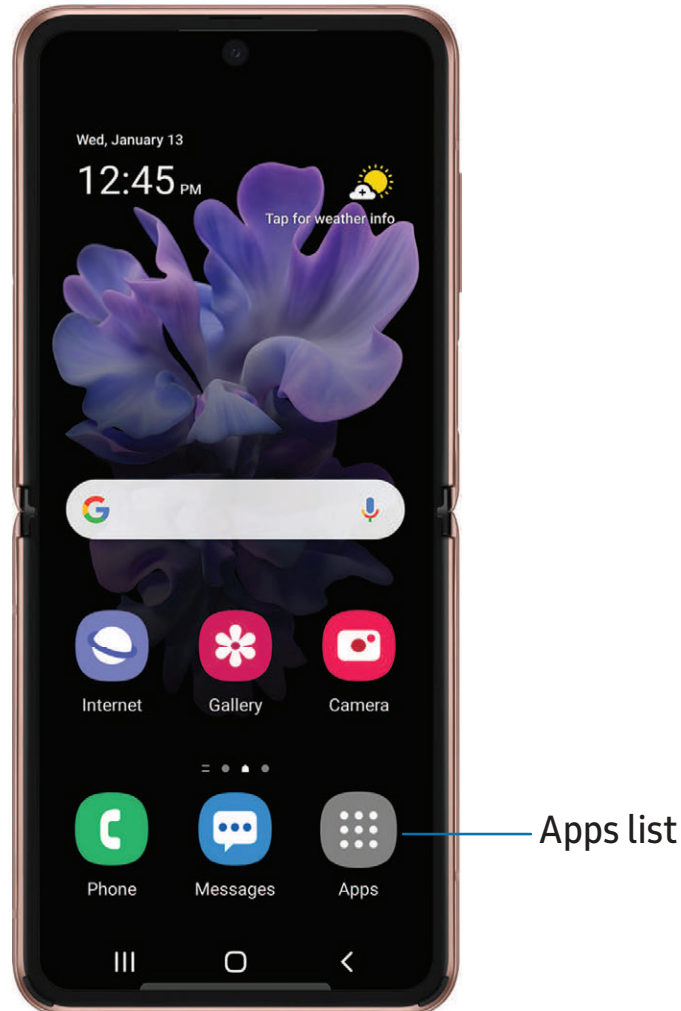 Wed, January 13
12:45 PM
Tap for weather info
G
Internet
Gallery
Camera
Phone
Messages
Apps
Apps list